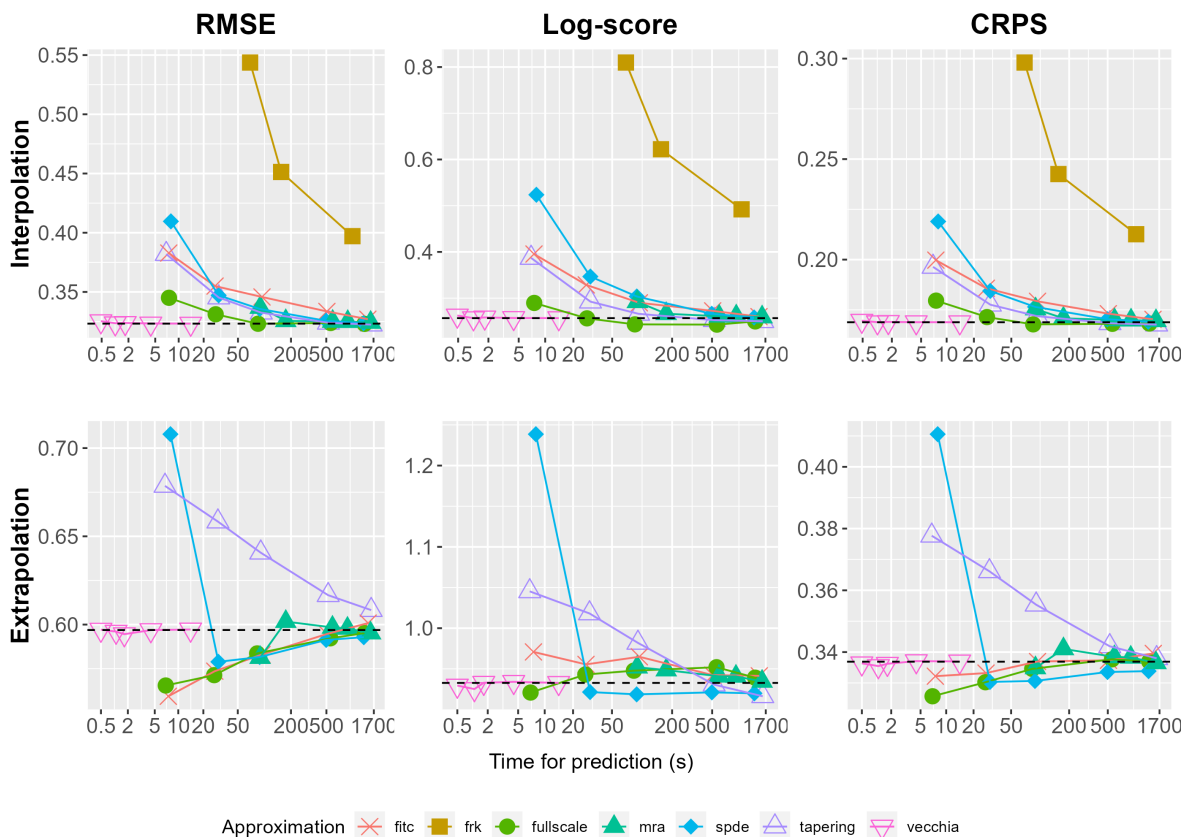 RMSE Log-score CRPS
Interpolation
0.55
0.50
0.45
0.40
0.35
0.8
0.6
0.4
0.30
0.25
0.20
0.5 2 5 10 20 50 200 500 1700
0.5 2 5 10 20 50 200 500 1700
0.5 2 5 10 20 50 200 500 1700
Extrapolation
0.70
0.65
0.60
1.2
1.1
1.0
0.40
0.38
0.36
0.34
0.5 2 5 10 20 50 200 500 1700
0.5 2 5 10 20 50 200 500 1700
0.5 2 5 10 20 50 200 500 1700
Time for prediction (s)
Approximation fitc frk fullscale mra spde tapering vecchia